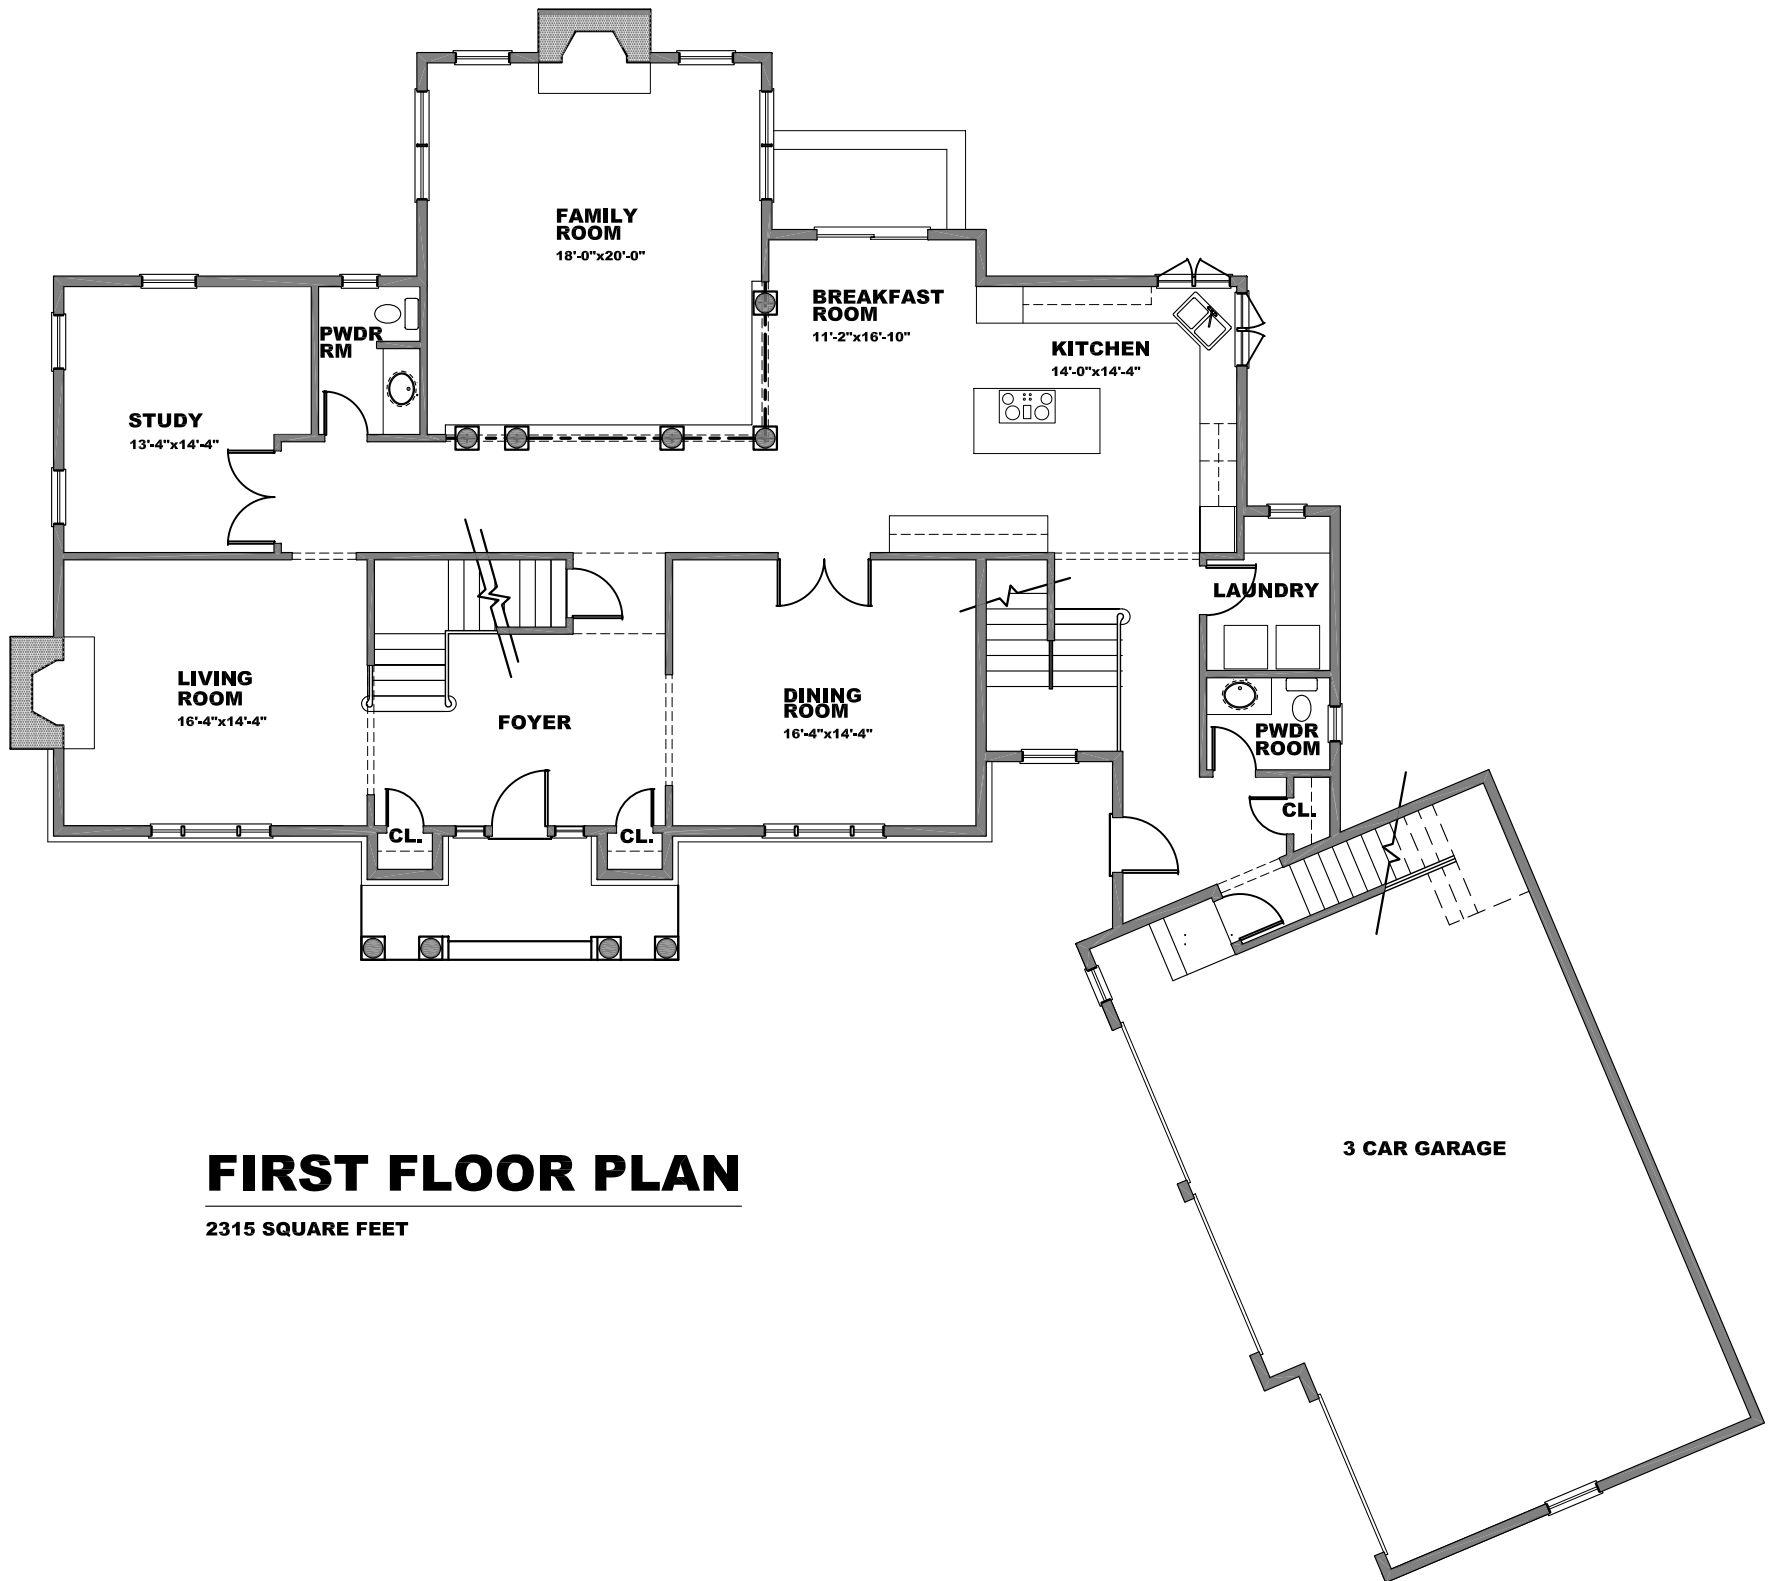 FAMILY
ROOM
18'-0"x20'-0"
BREAKFAST
ROOM
11'-2"x16'-10"
PWDR
RM
KITCHEN
14'-0"x14'-4"
STUDY
13'-4"x14'-4"
LAUNDRY
LIVING
ROOM
16'-4"x14'-4"
FOYER
DINING
ROOM
16'-4"x14'-4"
PWDR
ROOM
CL.
CL.
CL.
3 CAR GARAGE
FIRST FLOOR PLAN
2315 SQUARE FEET